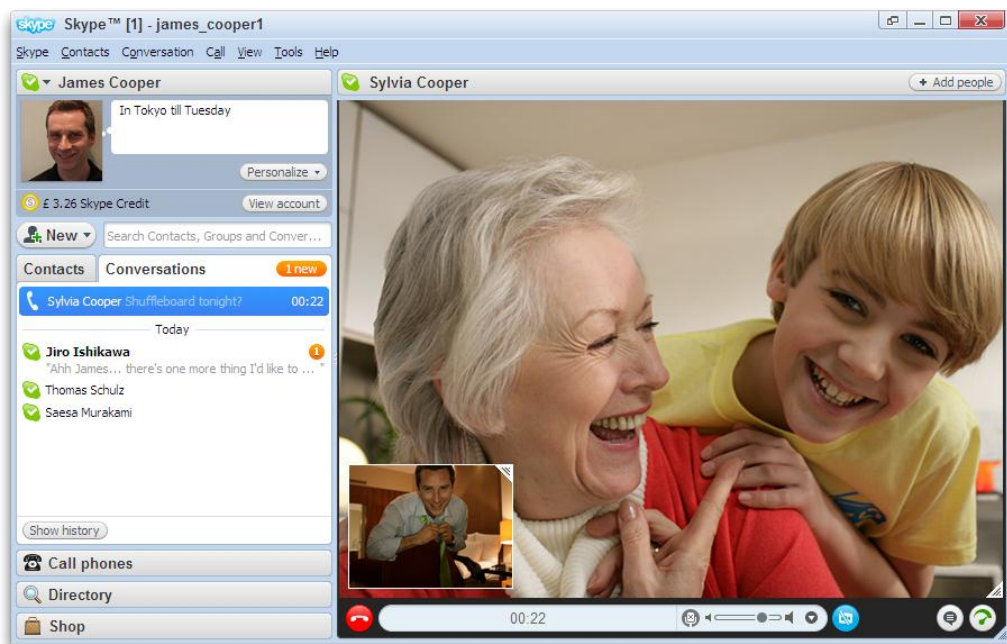 skype Skype™ [1] - james_cooper1
Skype Contacts Conversation Call View Tools Help
James Cooper
In Tokyo till Tuesday
Personalize
£ 3.26 Skype Credit
View account
New
Search Contacts, Groups and Conver...
Contacts
Conversations
1 new
Sylvia Cooper Shuffleboard tonight? 00:22
Today
Jiro Ishikawa 1
"Ahh James... there's one more thing I'd like to ... "
Thomas Schulz
Saesa Murakami
Show history
Call phones
Directory
Shop
Sylvia Cooper
+ Add people
00:22